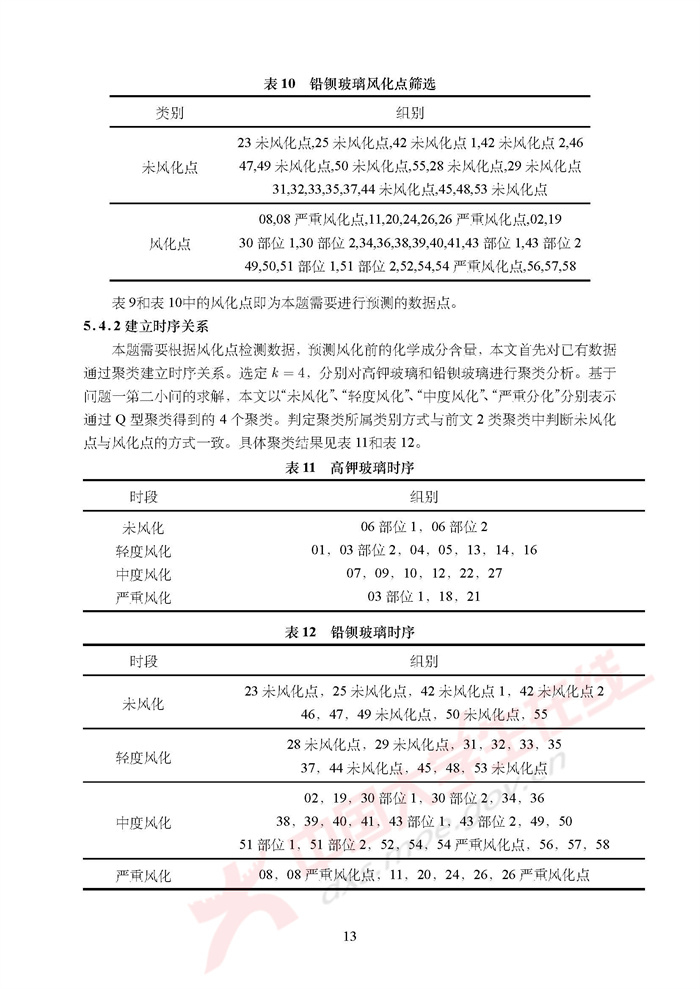 表 10 铅钡玻璃风化点筛选
类别 组别
23 未风化点,25 未风化点,42 未风化点 1,42 未风化点 2,46
未风化点 47,49 未风化点,50 未风化点,55,28 未风化点,29 未风化点
31,32,33,35,37,44 未风化点,45,48,53 未风化点
08,08 严重风化点,11,20,24,26,26 严重风化点,02,19
风化点 30 部位 1,30 部位 2,34,36,38,39,40,41,43 部位 1,43 部位 2
49,50,51 部位 1,51 部位 2,52,54,54 严重风化点,56,57,58
表 9和表 10中的风化点即为本题需要进行预测的数据点。
5.4.2 建立时序关系
本题需要根据风化点检测数据，预测风化前的化学成分含量，本文首先对已有数据
通过聚类建立时序关系。选定 k = 4，分别对高钾玻璃和铅钡玻璃进行聚类分析。基于
问题一第二小问的求解，本文以“未风化”、“轻度风化”、“中度风化”、“严重分化”分别表示
通过 Q 型聚类得到的 4 个聚类。判定聚类所属类别方式与前文 2 类聚类中判断未风化
点与风化点的方式一致。具体聚类结果见表 11和表 12。
表 11 高钾玻璃时序
时段 组别
未风化 06 部位 1，06 部位 2
轻度风化 01，03 部位 2，04，05，13，14，16
中度风化 07，09，10，12，22，27
严重风化 03 部位 1，18，21
表 12 铅钡玻璃时序
时段 组别
23 未风化点，25 未风化点，42 未风化点 1，42 未风化点 2
未风化
46，47，49 未风化点，50 未风化点，55
28 未风化点，29 未风化点，31，32，33，35
轻度风化
37，44 未风化点，45，48，53 未风化点
02，19，30 部位 1，30 部位 2，34，36
中度风化 38，39，40，41，43 部位 1，43 部位 2，49，50
51 部位 1，51 部位 2，52，54，54 严重风化点，56，57，58
严重风化 08，08 严重风化点，11，20，24，26，26 严重风化点
中国大学生在线
dxs.moe.gov.cn
13